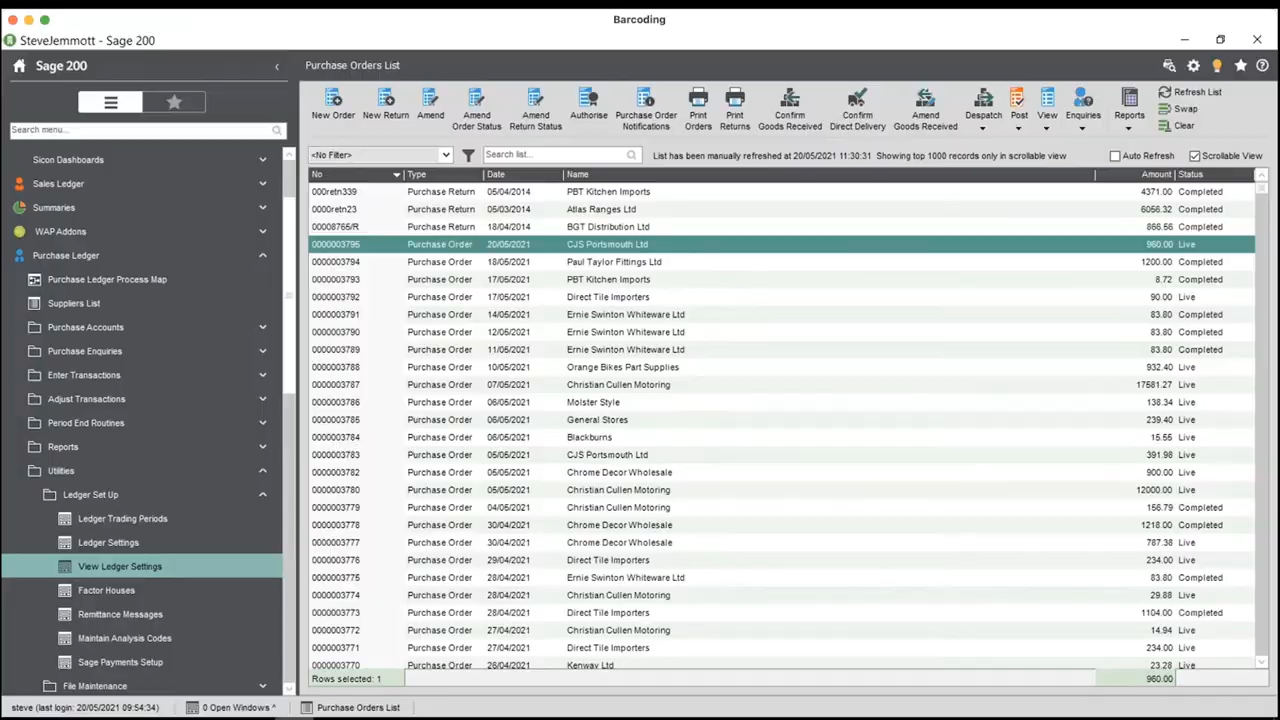 Barcoding
SteveJemmott - Sage 200
Sage 200
Purchase Orders List
New Order
New Return
Amend
Amend Order Status
Amend Return Status
Authorise
Purchase Order Notifications
Print Orders
Print Returns
Confirm Goods Received
Confirm Direct Delivery
Amend Goods Received
Despatch
Post
View
Enquiries
Reports
Refresh List
Swap
Clear
Search menu...
<No Filter>
Search list...
List has been manually refreshed at 20/05/2021 11:30:31 Showing top 1000 records only in scrollable view
Auto Refresh
Scrollable View
Sicon Dashboards
Sales Ledger
Summaries
WAP Addons
Purchase Ledger
Purchase Ledger Process Map
Suppliers List
Purchase Accounts
Purchase Enquiries
Enter Transactions
Adjust Transactions
Period End Routines
Reports
Utilities
Ledger Set Up
Ledger Trading Periods
Ledger Settings
View Ledger Settings
Factor Houses
Remittance Messages
Maintain Analysis Codes
Sage Payments Setup
File Maintenance
No Type Date Name Amount Status
000retn339 Purchase Return 05/04/2014 PBT Kitchen Imports 4371.00 Completed
0000retn23 Purchase Return 05/03/2014 Atlas Ranges Ltd 6056.32 Completed
00008765/R Purchase Return 18/04/2014 BGT Distribution Ltd 866.56 Completed
0000003795 Purchase Order 20/05/2021 CJS Portsmouth Ltd 960.00 Live
0000003794 Purchase Order 18/05/2021 Paul Taylor Fittings Ltd 1200.00 Completed
0000003793 Purchase Order 17/05/2021 PBT Kitchen Imports 8.72 Completed
0000003792 Purchase Order 17/05/2021 Direct Tile Importers 90.00 Live
0000003791 Purchase Order 14/05/2021 Ernie Swinton Whiteware Ltd 83.80 Completed
0000003790 Purchase Order 12/05/2021 Ernie Swinton Whiteware Ltd 83.80 Completed
0000003789 Purchase Order 11/05/2021 Ernie Swinton Whiteware Ltd 83.80 Completed
0000003788 Purchase Order 10/05/2021 Orange Bikes Part Supplies 932.40 Live
0000003787 Purchase Order 07/05/2021 Christian Cullen Motoring 17581.27 Live
0000003786 Purchase Order 06/05/2021 Molster Style 138.34 Live
0000003785 Purchase Order 06/05/2021 General Stores 239.40 Live
0000003784 Purchase Order 06/05/2021 Blackburns 15.56 Live
0000003783 Purchase Order 05/05/2021 CJS Portsmouth Ltd 391.98 Live
0000003782 Purchase Order 05/05/2021 Chrome Decor Wholesale 900.00 Live
0000003780 Purchase Order 05/05/2021 Christian Cullen Motoring 12000.00 Live
0000003779 Purchase Order 04/05/2021 Christian Cullen Motoring 156.79 Completed
0000003778 Purchase Order 30/04/2021 Chrome Decor Wholesale 1218.00 Completed
0000003777 Purchase Order 30/04/2021 Chrome Decor Wholesale 787.38 Live
0000003776 Purchase Order 29/04/2021 Direct Tile Importers 234.00 Live
0000003775 Purchase Order 28/04/2021 Ernie Swinton Whiteware Ltd 83.80 Completed
0000003774 Purchase Order 28/04/2021 Christian Cullen Motoring 29.88 Live
0000003773 Purchase Order 28/04/2021 Direct Tile Importers 1104.00 Completed
0000003772 Purchase Order 27/04/2021 Christian Cullen Motoring 14.94 Live
0000003771 Purchase Order 27/04/2021 Direct Tile Importers 234.00 Live
0000003770 Purchase Order 26/04/2021 Kenway Ltd 23.28 Live
Rows selected: 1 960.00
steve (last login: 20/05/2021 09:54:34)
0 Open Windows ^
Purchase Orders List